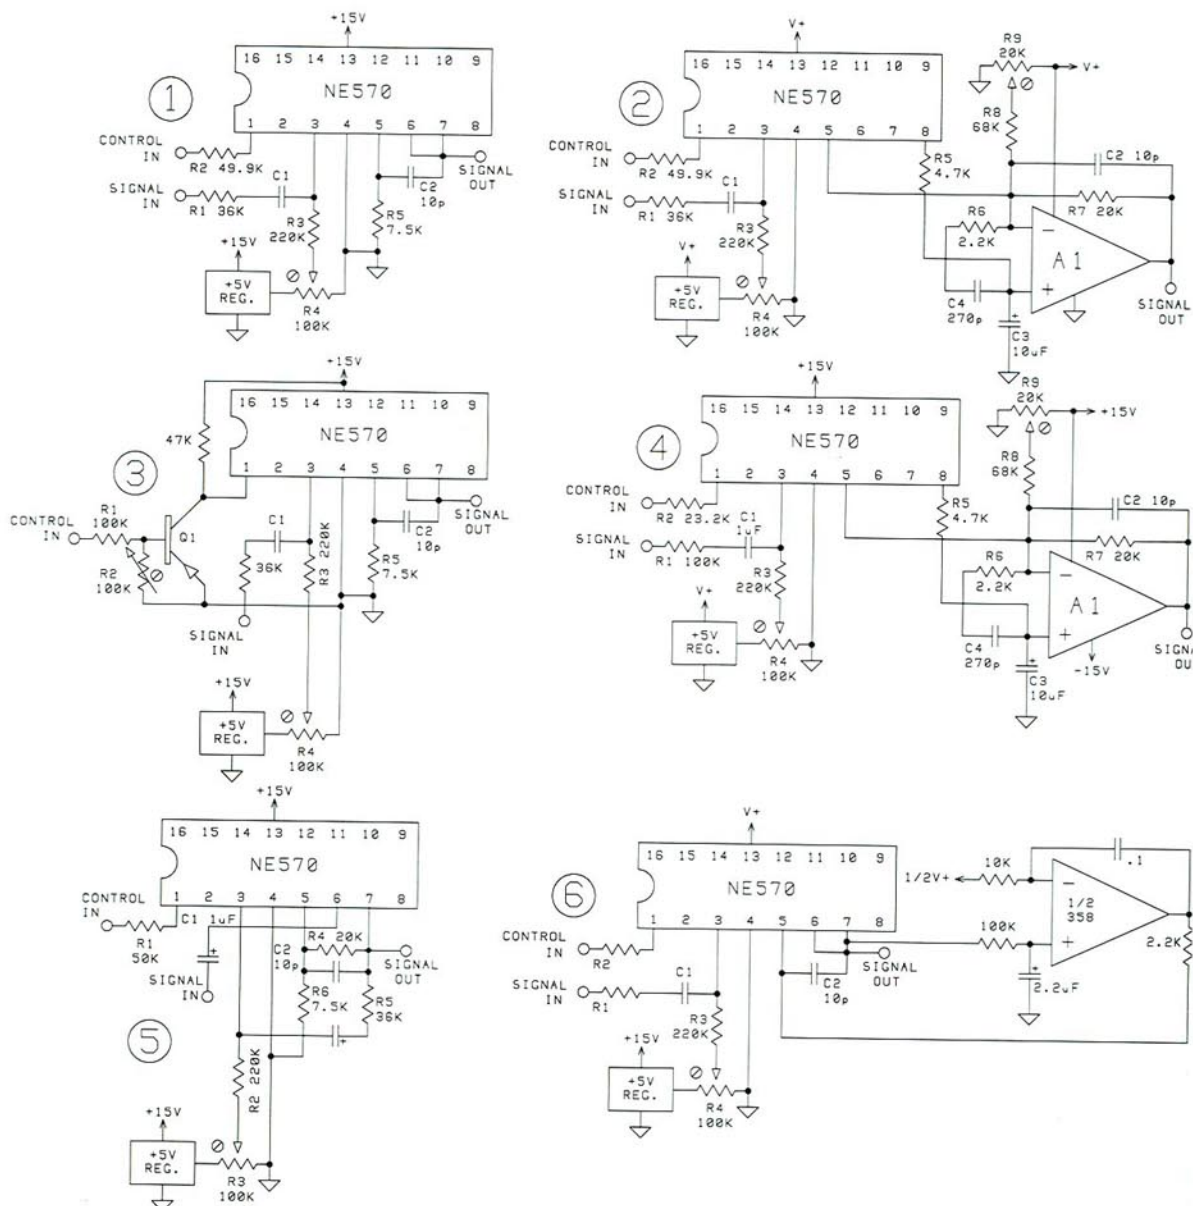 +15V
16 15 14 13 12 11 10 9
NE570
1 2 3 4 5 6 7 8
1
CONTROL
IN
R2 49.9K
SIGNAL
IN
R1 36K
C1
R3
220K
C2
10p
R5
7.5K
SIGNAL
OUT
+15V
+5V
REG.
R4
100K
V+
16 15 14 13 12 11 10 9
NE570
1 2 3 4 5 6 7 8
2
CONTROL
IN
R2 49.9K
SIGNAL
IN
R1 36K
C1
R3
220K
V+
+5V
REG.
R4
100K
R5
4.7K
R9
20K
V+
R8
68K
C2 10p
R7 20K
R6
2.2K
A1
C4
270p
C3
10uF
SIGNAL
OUT
+15V
16 15 14 13 12 11 10 9
NE570
1 2 3 4 5 6 7 8
47K
3
CONTROL
IN
R1
100K
R2
100K
Q1
C1
36K
R3 220K
C2
10p
R5
7.5K
SIGNAL
OUT
SIGNAL
IN
+15V
+5V
REG.
R4
100K
+15V
16 15 14 13 12 11 10 9
NE570
1 2 3 4 5 6 7 8
4
CONTROL
IN
R2 23.2K
SIGNAL
IN
R1 100K
C1
1uF
R3
220K
V+
+5V
REG.
R4
100K
R5
4.7K
R9
20K
+15V
R8
68K
C2 10p
R7 20K
R6
2.2K
A1
C4
270p
-15V
C3
10uF
SIGNA
OU
+15V
16 15 14 13 12 11 10 9
NE570
1 2 3 4 5 6 7 8
CONTROL
IN
R1
50K
C1 1uF
SIGNAL
IN
C2
10p
R4 20K
SIGNAL
OUT
R6
7.5K
R5
36K
5
R2 220K
+15V
+5V
REG.
R3
100K
V+
16 15 14 13 12 11 10 9
NE570
1 2 3 4 5 6 7 8
6
CONTROL
IN
R2
SIGNAL
IN
R1
C1
R3
220K
C2
10p
SIGNAL
OUT
+15V
+5V
REG.
R4
100K
1/2V+
10K
.1
1/2
358
100K
2.2uF
2.2K